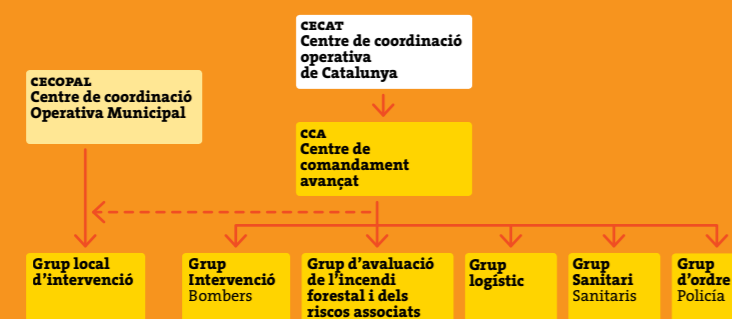 CECAT
Centre de coordinació
operativa
de Catalunya
CECOPAL
Centre de coordinació
Operativa Municipal
CCA
Centre de
comandament
avançat
Grup local
d'intervenció
Grup
Intervenció
Bombers
Grup d'avaluació
de l'incendi
forestal i dels
riscos associats
Grup
logístic
Grup
Sanitari
Sanitaris
Grup
d'ordre
Policía